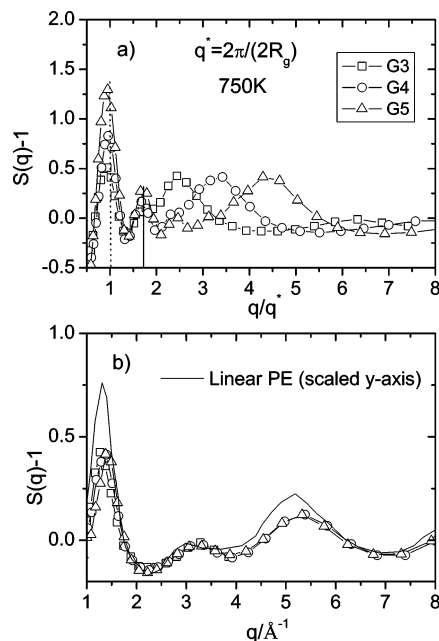 a)
q*=2π/(2Rg)
750K
G3
G4
G5
S(q)-1
2.0
1.5
1.0
0.5
0.0
-0.5
1 2 3 4 5 6 7 8
q/q*
b)
Linear PE (scaled y-axis)
S(q)-1
1.0
0.5
0.0
1 2 3 4 5 6 7 8
q/Å⁻¹